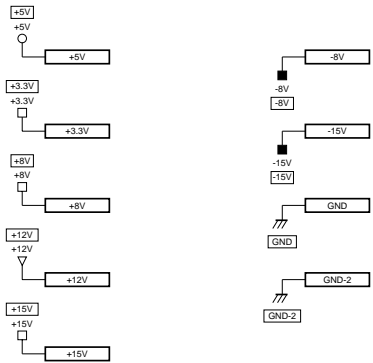 +5V
+5V
+5V
+3.3V
+3.3V
+3.3V
+8V
+8V
+8V
+12V
+12V
+12V
+15V
+15V
+15V
-8V
-8V
-8V
-15V
-15V
-15V
GND
GND
GND-2
GND-2